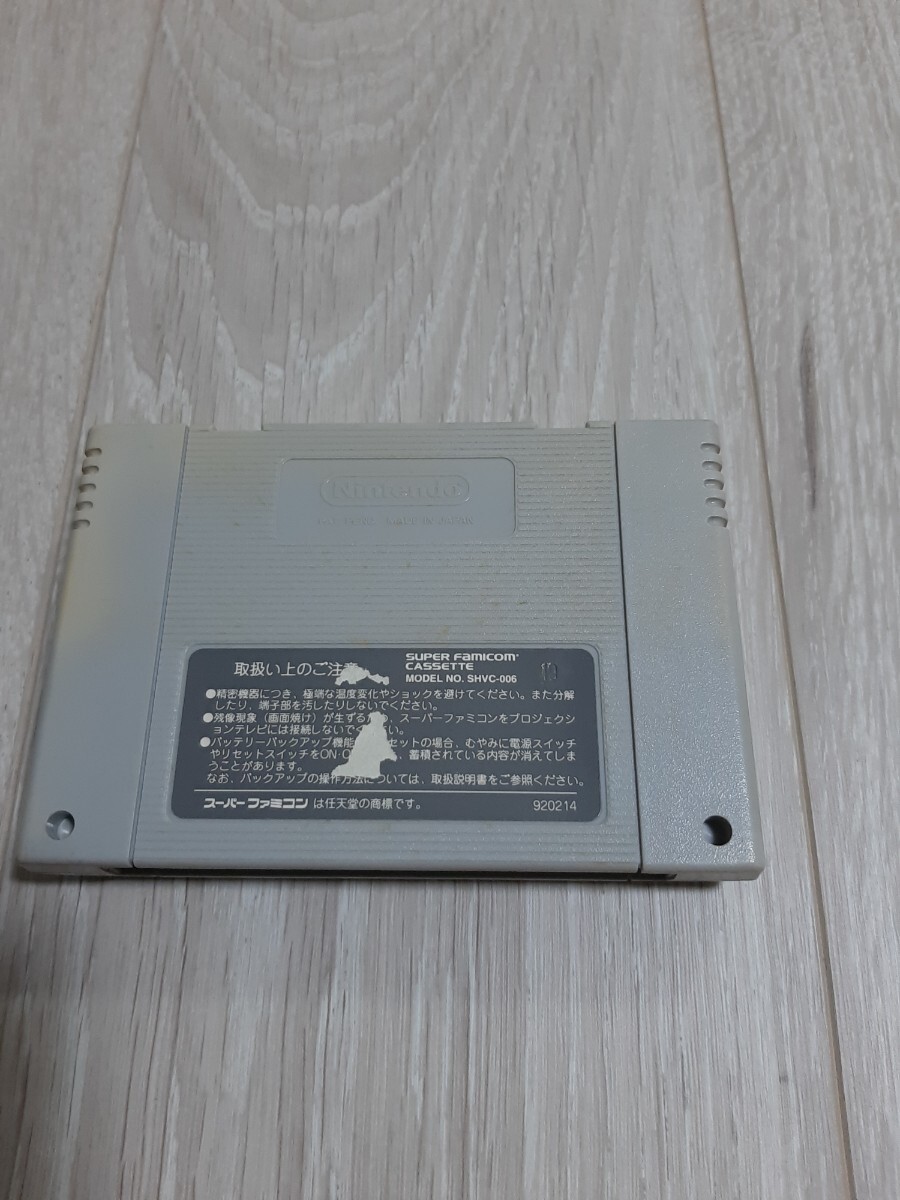 Nintendo
MADE IN JAPAN
取扱い上のご注意
SUPER FAMICOM
CASSETTE
MODEL NO. SHVC-006
●精密機器につき、極端な温度変化やショックを避けてください。また分解
したり、端子部を汚したりしないでください。
●残像現象（画面焼け）が生ずるため、スーパーファミコンをプロジェクシ
ョンテレビには接続しないでください。
●バッテリーバックアップ機能 セットの場合、むやみに電源スイッチ
やリセットスイッチをON・O 、蓄積されている内容が消えてしま
うことがあります。
なお、バックアップの操作方法については、取扱説明書をご参照ください。
スーパーファミコンは任天堂の商標です。
920214